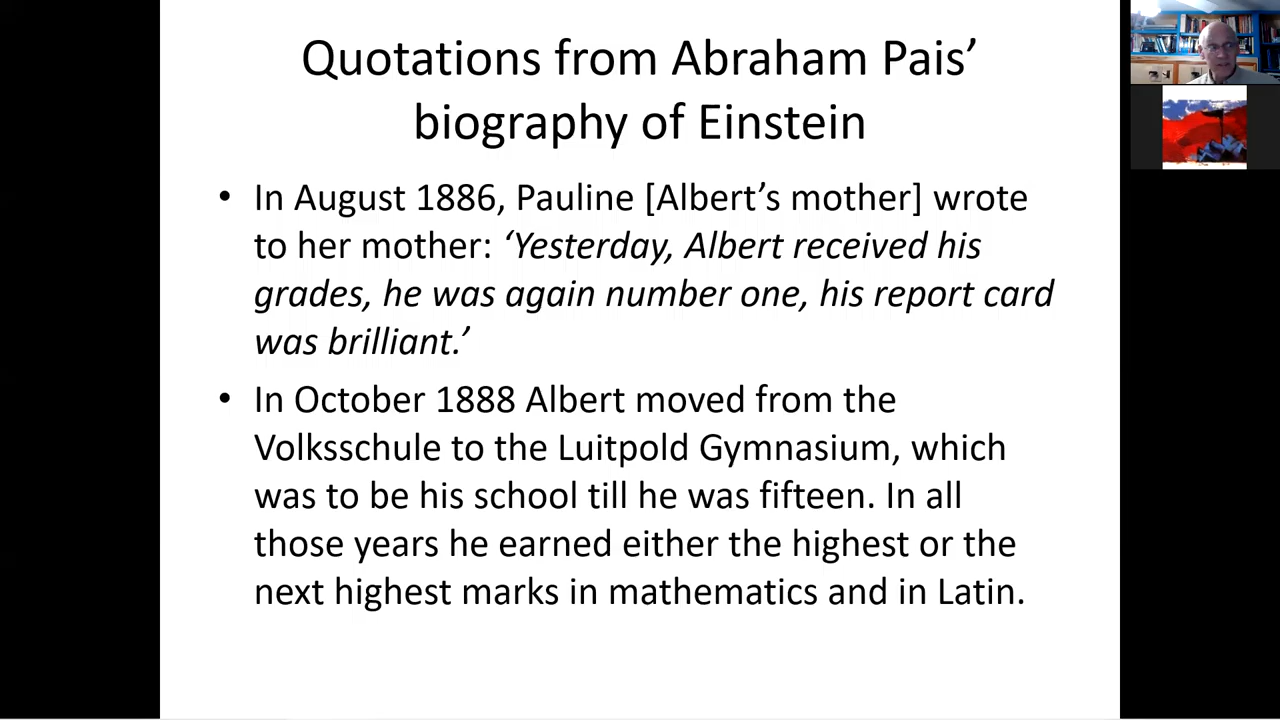 Quotations from Abraham Pais’
biography of Einstein
• In August 1886, Pauline [Albert’s mother] wrote
to her mother: ‘Yesterday, Albert received his
grades, he was again number one, his report card
was brilliant.’
• In October 1888 Albert moved from the
Volksschule to the Luitpold Gymnasium, which
was to be his school till he was fifteen. In all
those years he earned either the highest or the
next highest marks in mathematics and in Latin.